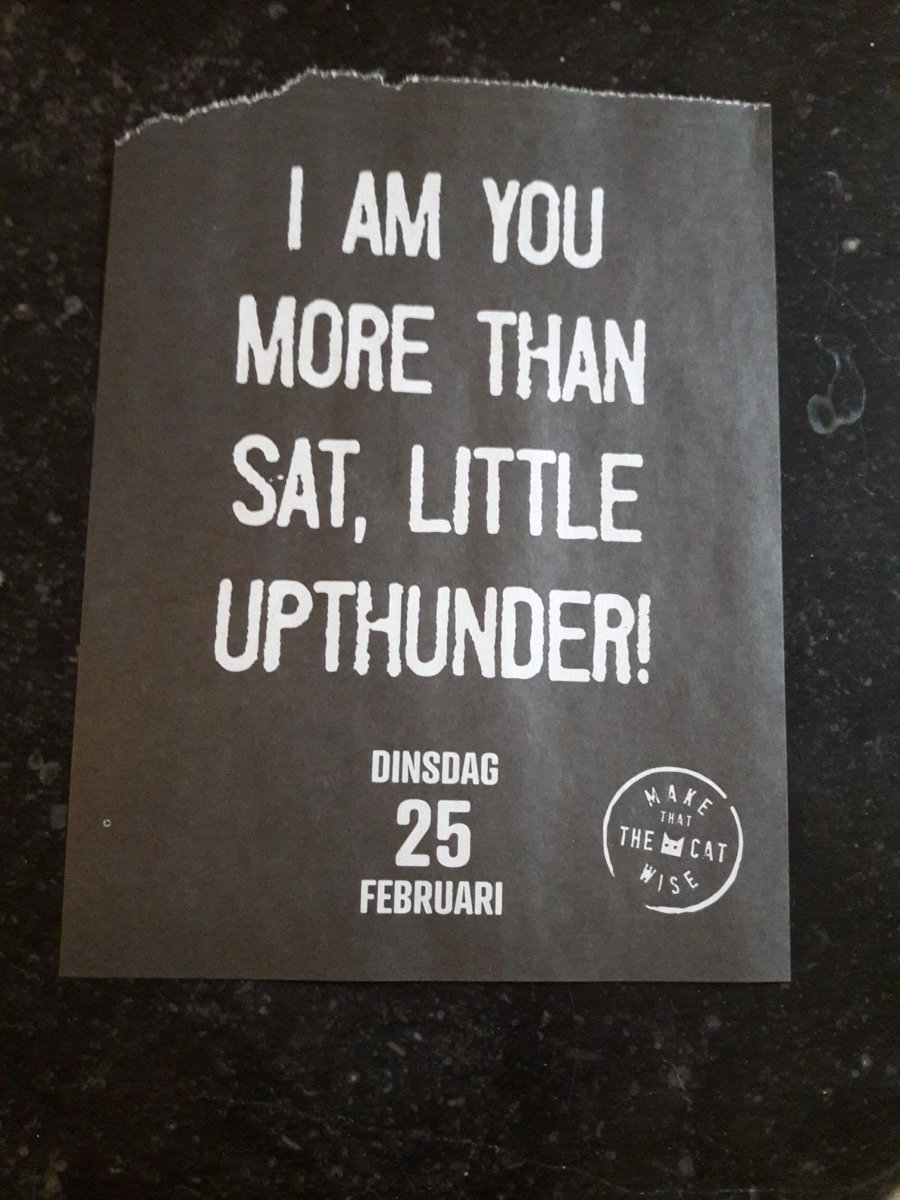 I AM YOU
MORE THAN
SAT, LITTLE
UPTHUNDER!
DINSDAG
25
FEBRUARI
MAKE
THAT
THE CAT
WISE